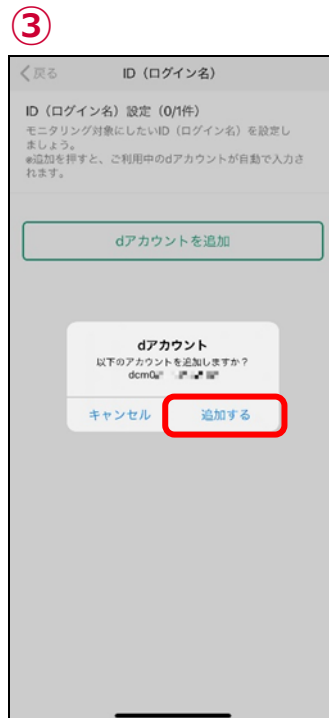 ③
戻る ID（ログイン名）
ID（ログイン名）設定（0/1件）
モニタリング対象にしたいID（ログイン名）を設定し
ましょう。
※追加を押すと、ご利用中のdアカウントが自動で入力さ
れます。
dアカウントを追加
dアカウント
以下のアカウントを追加しますか？
dcm0
キャンセル 追加する